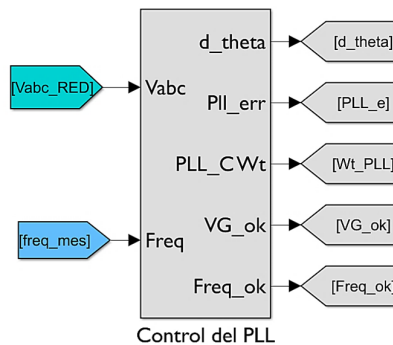 d_theta
[d_theta]
[Vabc_RED]
Vabc
Pll_err
[PLL_e]
PLL_CWt
[Wt_PLL]
VG_ok
[VG_ok]
[freq_mes]
Freq
Freq_ok
[Freq_ok]
Control del PLL